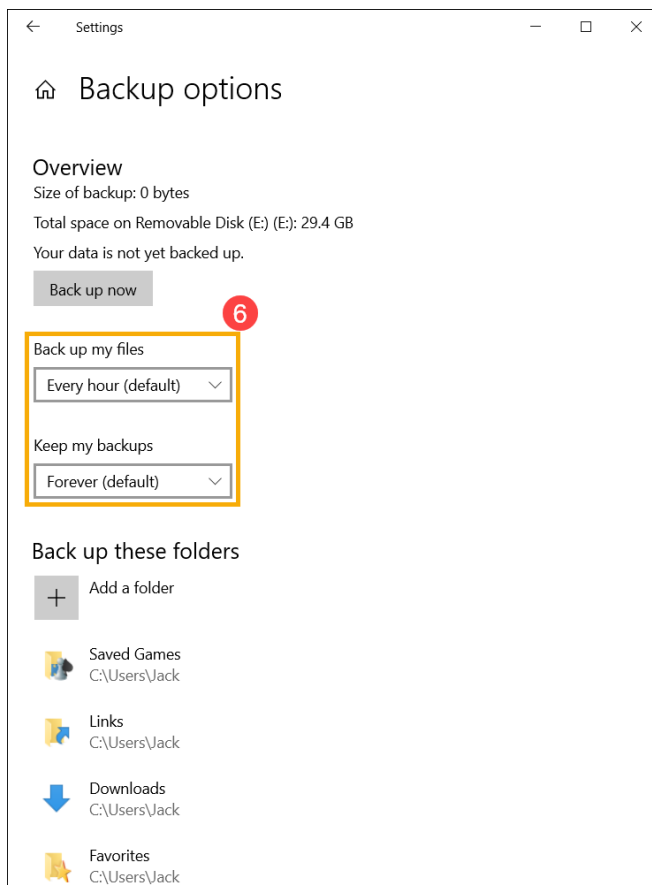 Settings
Backup options
Overview
Size of backup: 0 bytes
Total space on Removable Disk (E:) (E:): 29.4 GB
Your data is not yet backed up.
Back up now
6
Back up my files
Every hour (default)
Keep my backups
Forever (default)
Back up these folders
Add a folder
Saved Games
C:\Users\Jack
Links
C:\Users\Jack
Downloads
C:\Users\Jack
Favorites
C:\Users\Jack